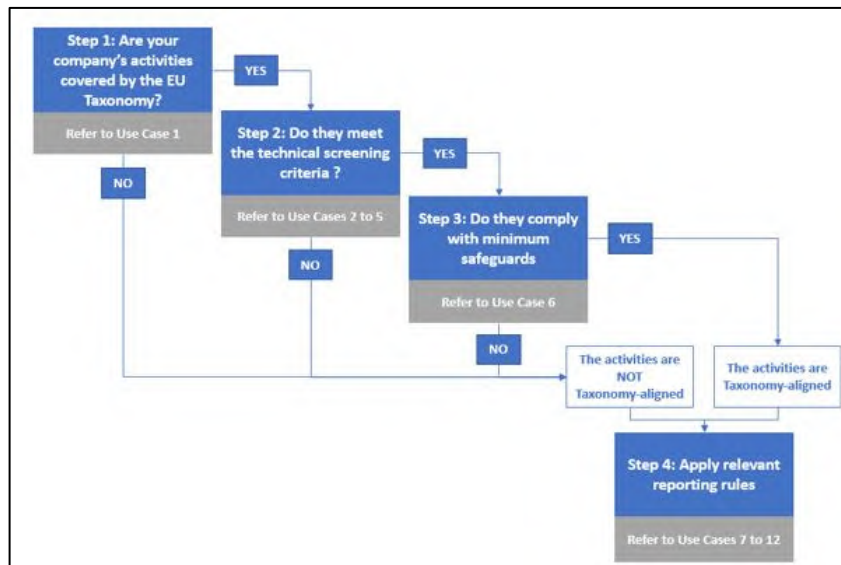 Step 1: Are your
company's activities
covered by the EU
Taxonomy?
Refer to Use Case 1
YES
NO
Step 2: Do they meet
the technical screening
criteria ?
Refer to Use Cases 2 to 5
YES
NO
Step 3: Do they comply
with minimum
safeguards
Refer to Use Case 6
YES
NO
The activities are
NOT
Taxonomy-aligned
The activities are
Taxonomy-aligned
Step 4: Apply relevant
reporting rules
Refer to Use Cases 7 to 12